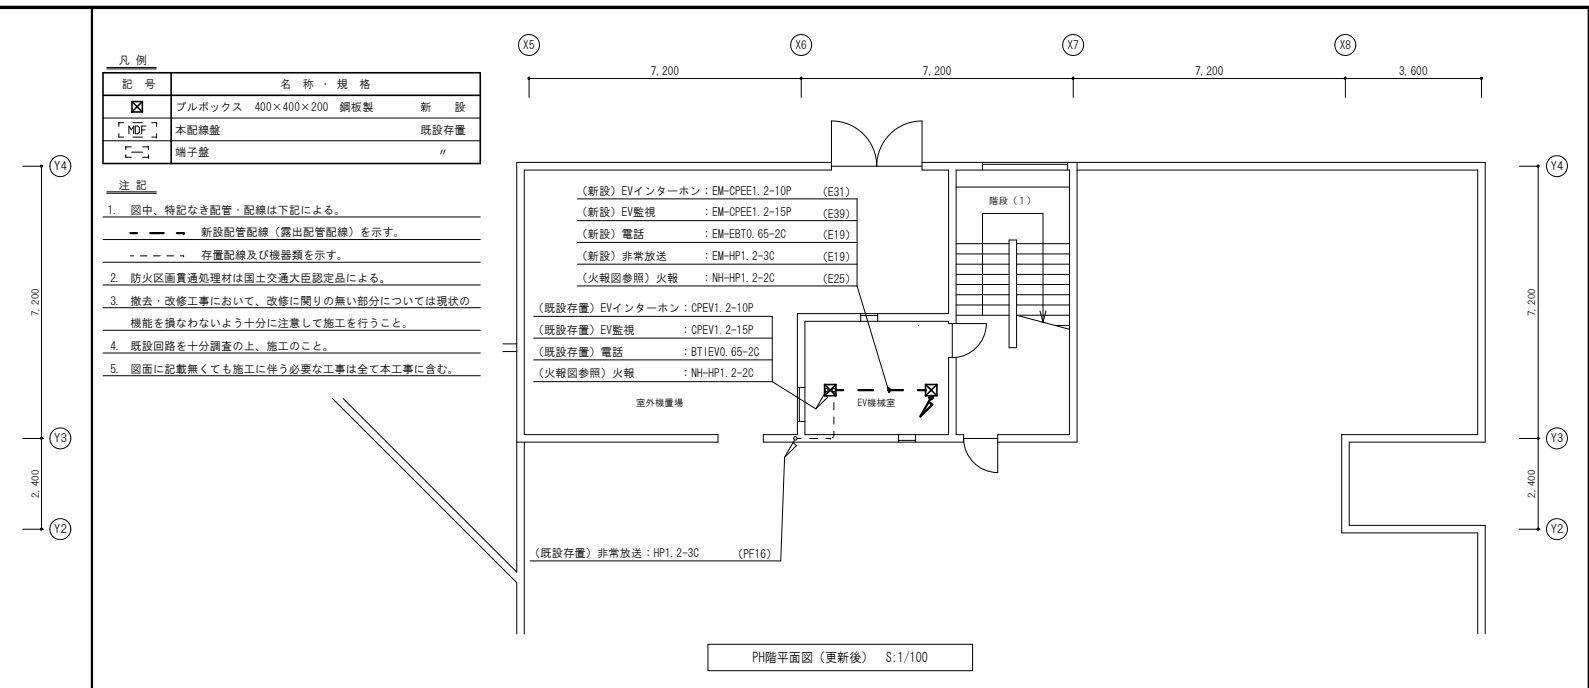 凡 例
記 号　名 称 ・ 規 格
プルボックス 400×400×200 鋼板製　新 設
MDF　本配線盤　既設存置
端子盤　〃
注 記
1. 図中、特記なき配管・配線は下記による。
新設配管配線（露出配管配線）を示す。
存置配線及び機器類を示す。
2. 防火区画貫通処理材は国土交通大臣認定品による。
3. 撤去・改修工事において、改修に関りの無い部分については現状の
機能を損なわないよう十分に注意して施工を行うこと。
4. 既設回路を十分調査の上、施工のこと。
5. 図面に記載無くても施工に伴う必要な工事は全て本工事に含む。
X5　X6　X7　X8
7,200　7,200　7,200　3,600
Y4　Y4
7,200　7,200
Y3　Y3
2,400　2,400
Y2　Y2
（新設）EVインターホン：EM-CPEE1.2-10P　（E31）
（新設）EV監視　：EM-CPEE1.2-15P　（E39）
（新設）電話　：EM-EBT0.65-2C　（E19）
（新設）非常放送　：EM-HP1.2-3C　（E19）
（火報図参照）火報　：NH-HP1.2-2C　（E25）
階段（1）
（既設存置）EVインターホン：CPEV1.2-10P
（既設存置）EV監視　：CPEV1.2-15P
（既設存置）電話　：BTIEV0.65-2C
（火報図参照）火報　：NH-HP1.2-2C
室外機置場
EV機械室
（既設存置）非常放送：HP1.2-3C　（PF16）
PH階平面図（更新後） S:1/100